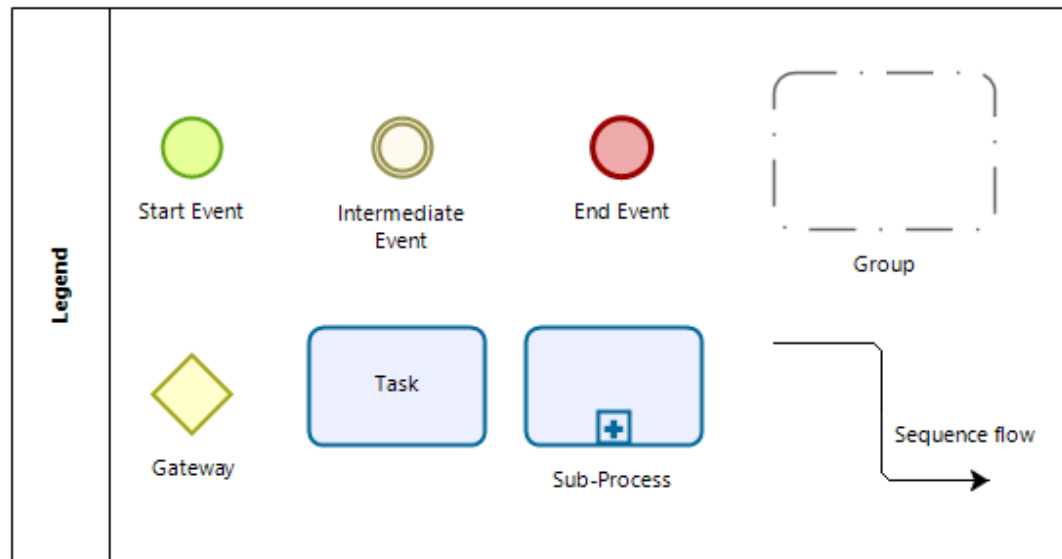 Legend
Start Event
Intermediate
Event
End Event
Group
Gateway
Task
Sub-Process
Sequence flow